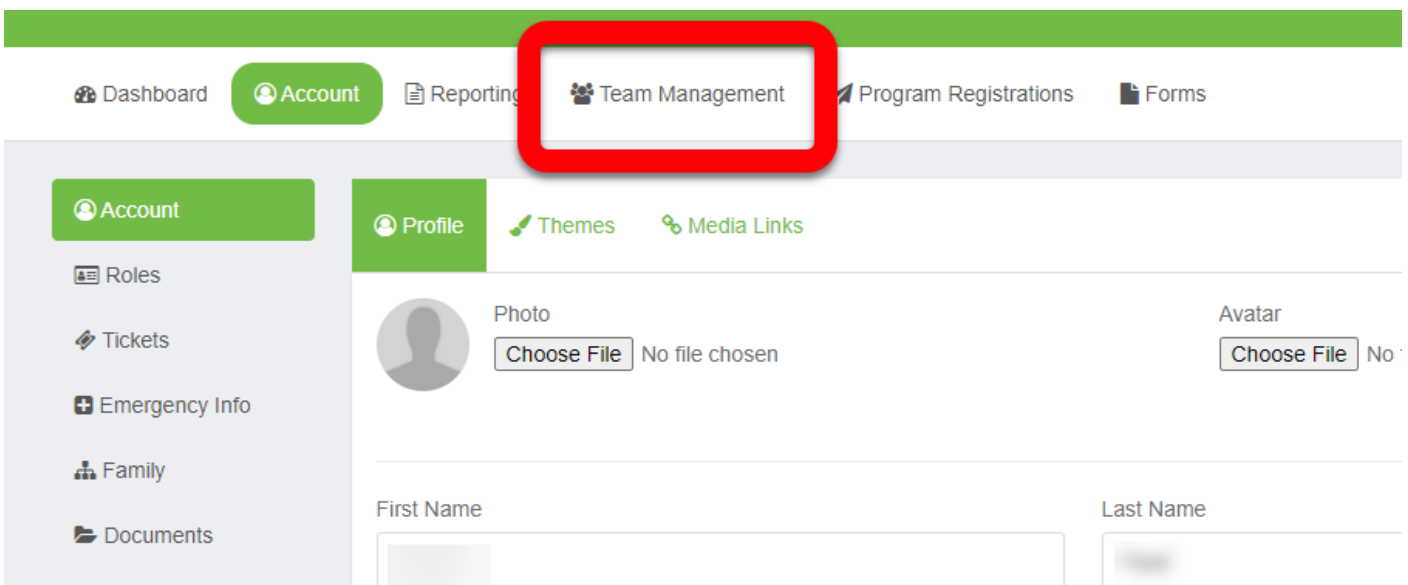 Dashboard Account Reporting Team Management Program Registrations Forms
Account
Profile Themes Media Links
Roles
Photo Avatar
Tickets
Choose File No file chosen Choose File No
Emergency Info
Family
First Name Last Name
Documents